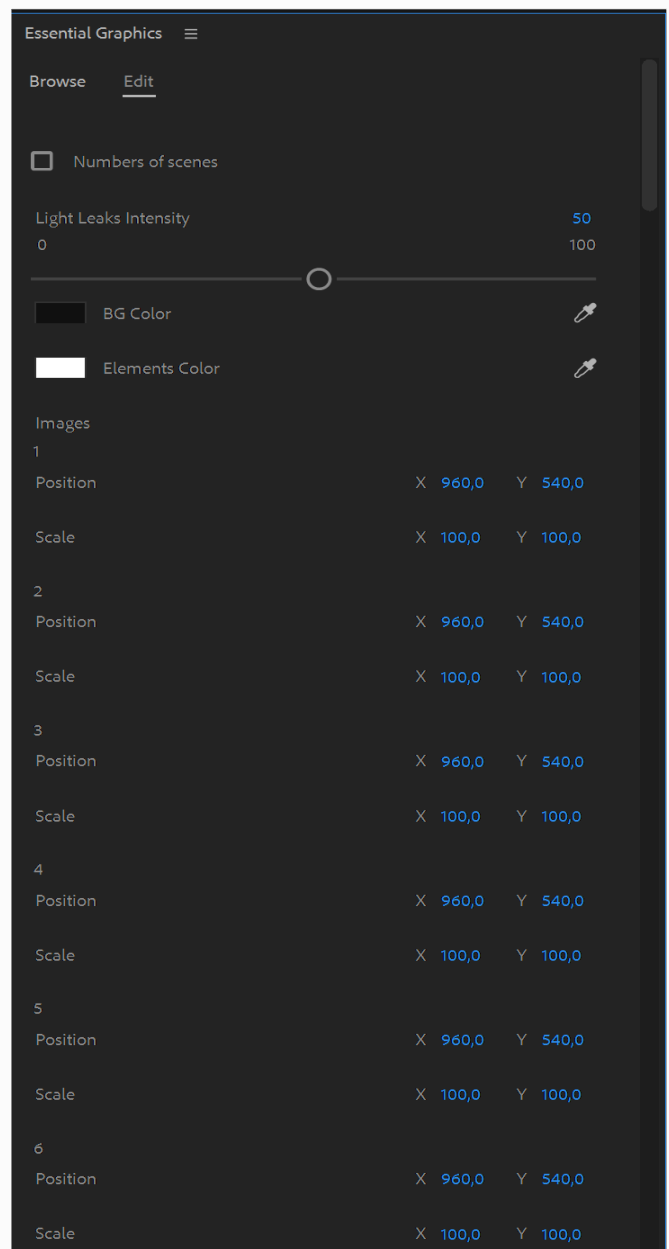 Essential Graphics
Browse Edit
Numbers of scenes
Light Leaks Intensity 50
0 100
BG Color
Elements Color
Images
1
Position X 960,0 Y 540,0
Scale X 100,0 Y 100,0
2
Position X 960,0 Y 540,0
Scale X 100,0 Y 100,0
3
Position X 960,0 Y 540,0
Scale X 100,0 Y 100,0
4
Position X 960,0 Y 540,0
Scale X 100,0 Y 100,0
5
Position X 960,0 Y 540,0
Scale X 100,0 Y 100,0
6
Position X 960,0 Y 540,0
Scale X 100,0 Y 100,0